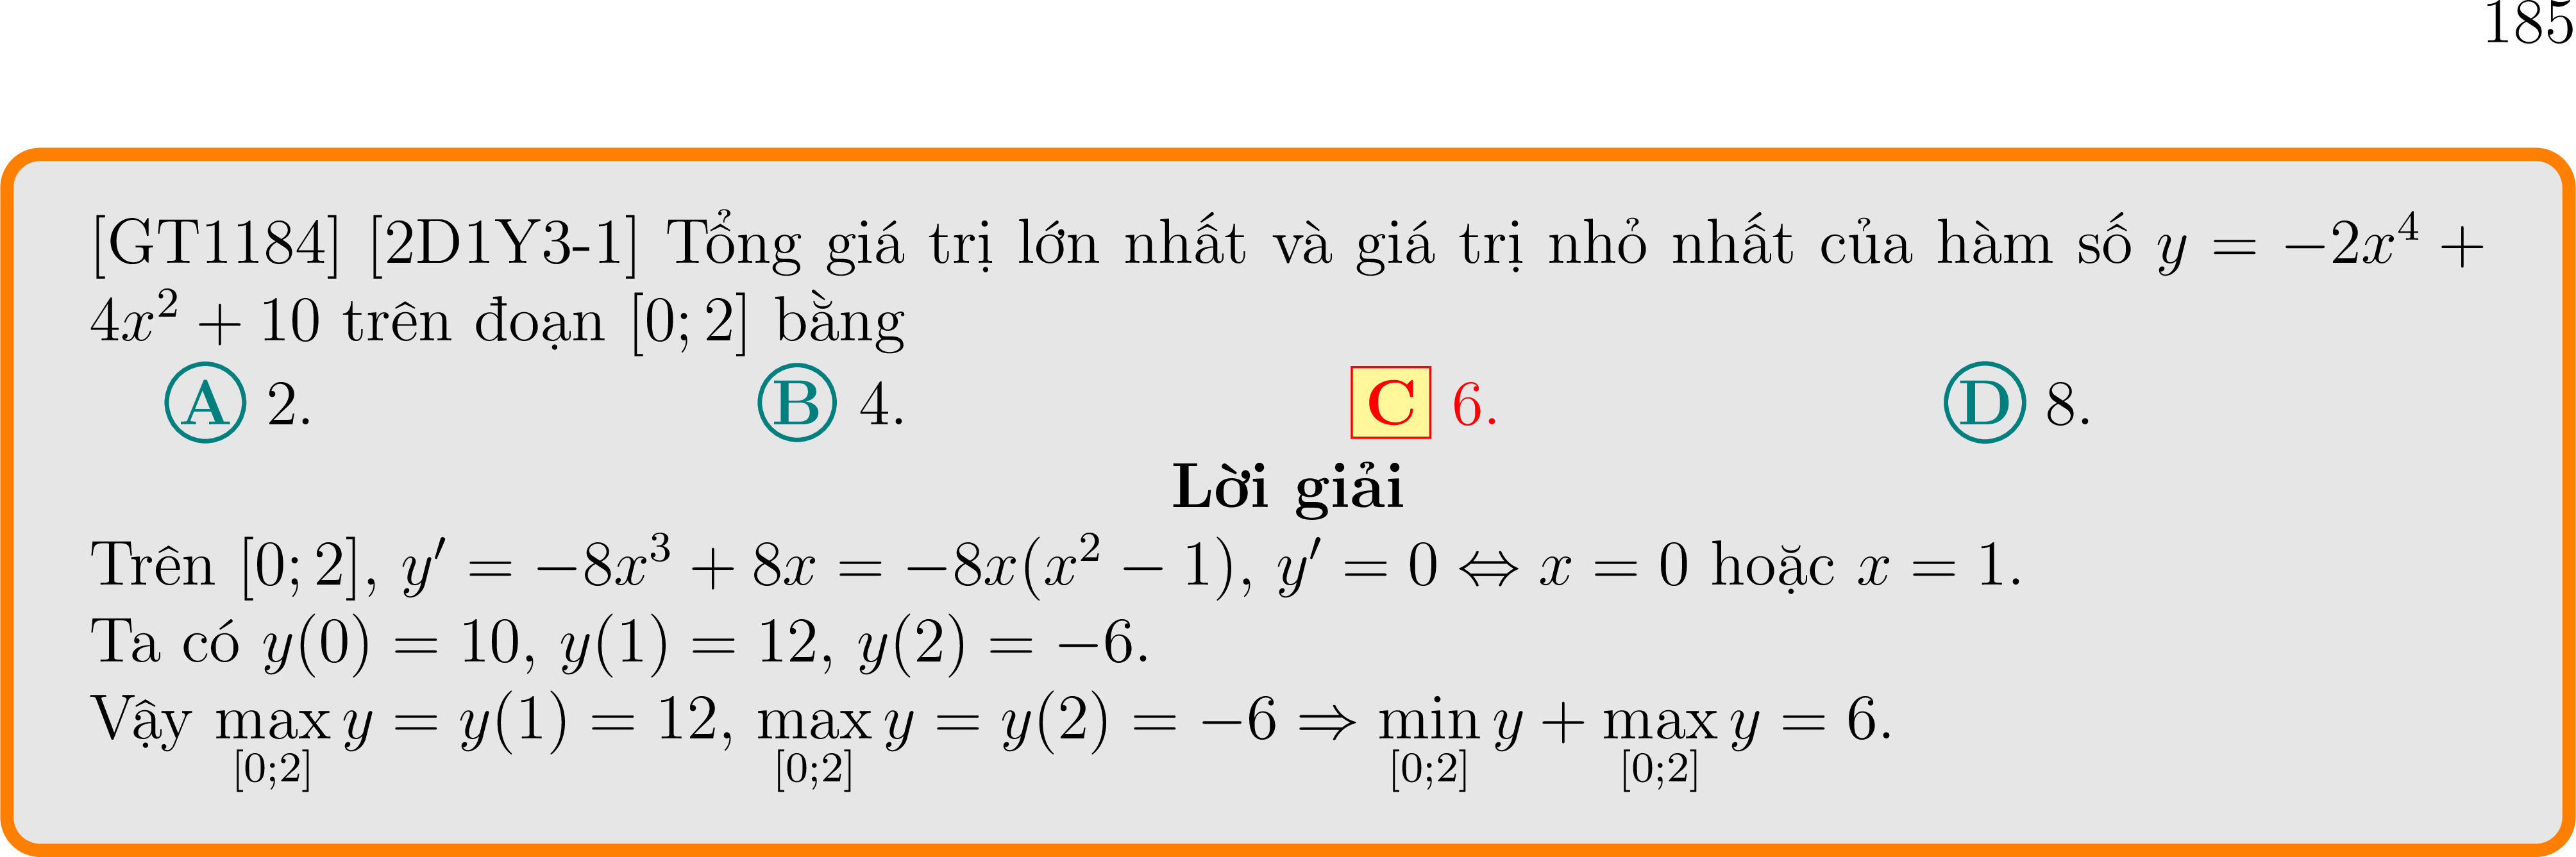 185
[GT1184] [2D1Y3-1] Tổng giá trị lớn nhất và giá trị nhỏ nhất của hàm số $y = -2x^4 +$
$4x^2 + 10$ trên đoạn $[0; 2]$ bằng
A 2. B 4. C 6. D 8.
Lời giải
Trên $[0; 2]$, $y' = -8x^3 + 8x = -8x(x^2 - 1)$, $y' = 0 \Leftrightarrow x = 0$ hoặc $x = 1$.
Ta có $y(0) = 10$, $y(1) = 12$, $y(2) = -6$.
Vậy $\max\limits_{[0;2]} y = y(1) = 12$, $\max\limits_{[0;2]} y = y(2) = -6 \Rightarrow \min\limits_{[0;2]} y + \max\limits_{[0;2]} y = 6$.